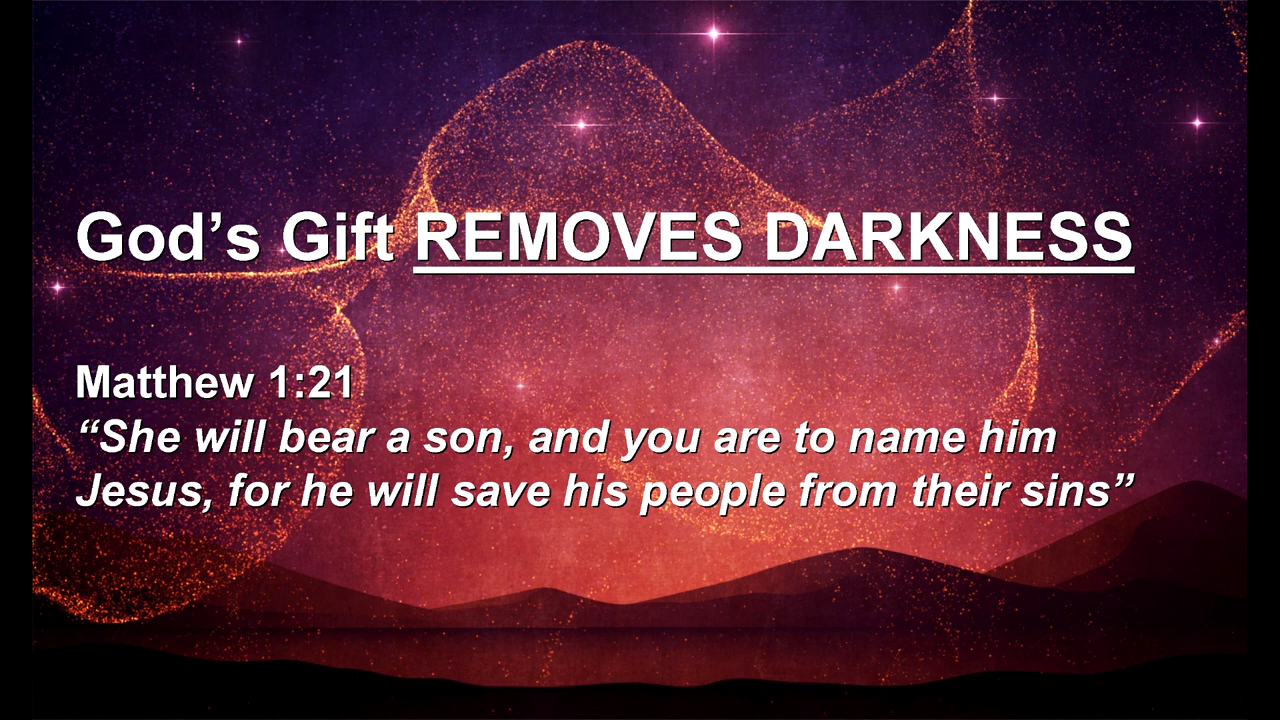 God’s Gift REMOVES DARKNESS
Matthew 1:21
“She will bear a son, and you are to name him
Jesus, for he will save his people from their sins”